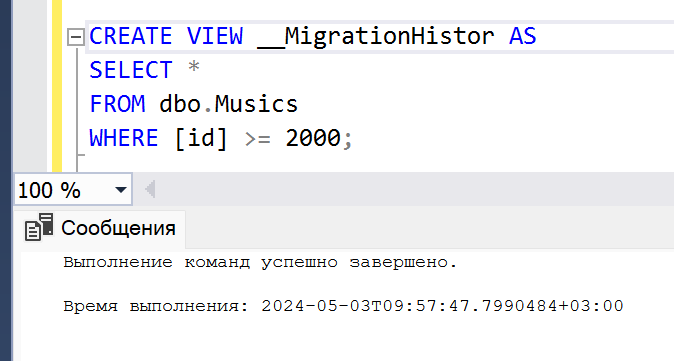 CREATE VIEW __MigrationHistor AS
SELECT *
FROM dbo.Musics
WHERE [id] >= 2000;
100 %
Сообщения
Выполнение команд успешно завершено.
Время выполнения: 2024-05-03T09:57:47.7990484+03:00